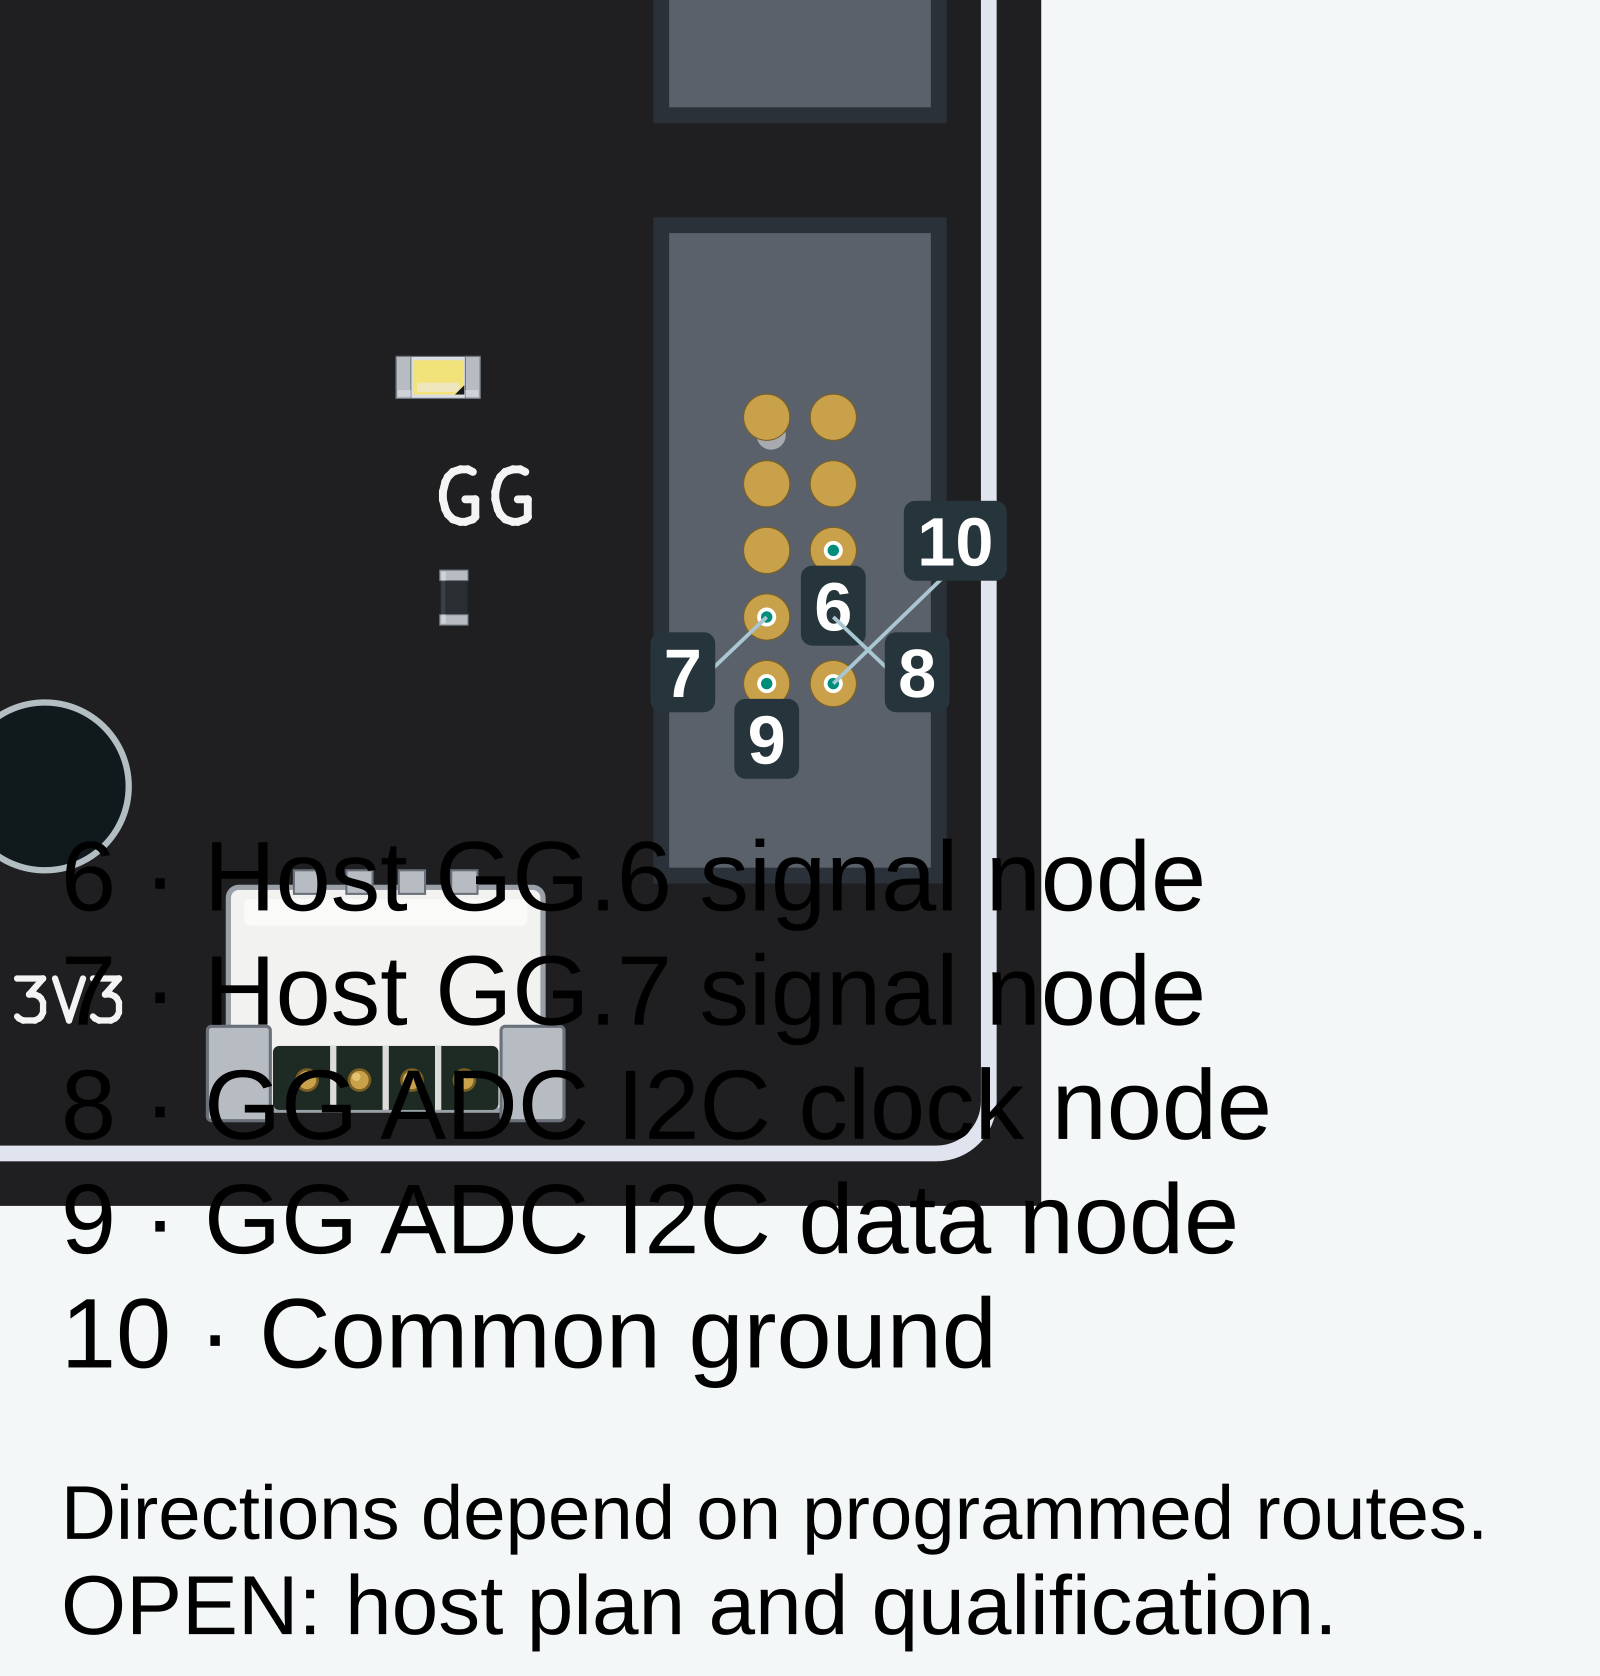 GG
10
6
7
8
9
6 · Host GG.6 signal node
3V3
7 · Host GG.7 signal node
8 · GG ADC I2C clock node
9 · GG ADC I2C data node
10 · Common ground
Directions depend on programmed routes.
OPEN: host plan and qualification.